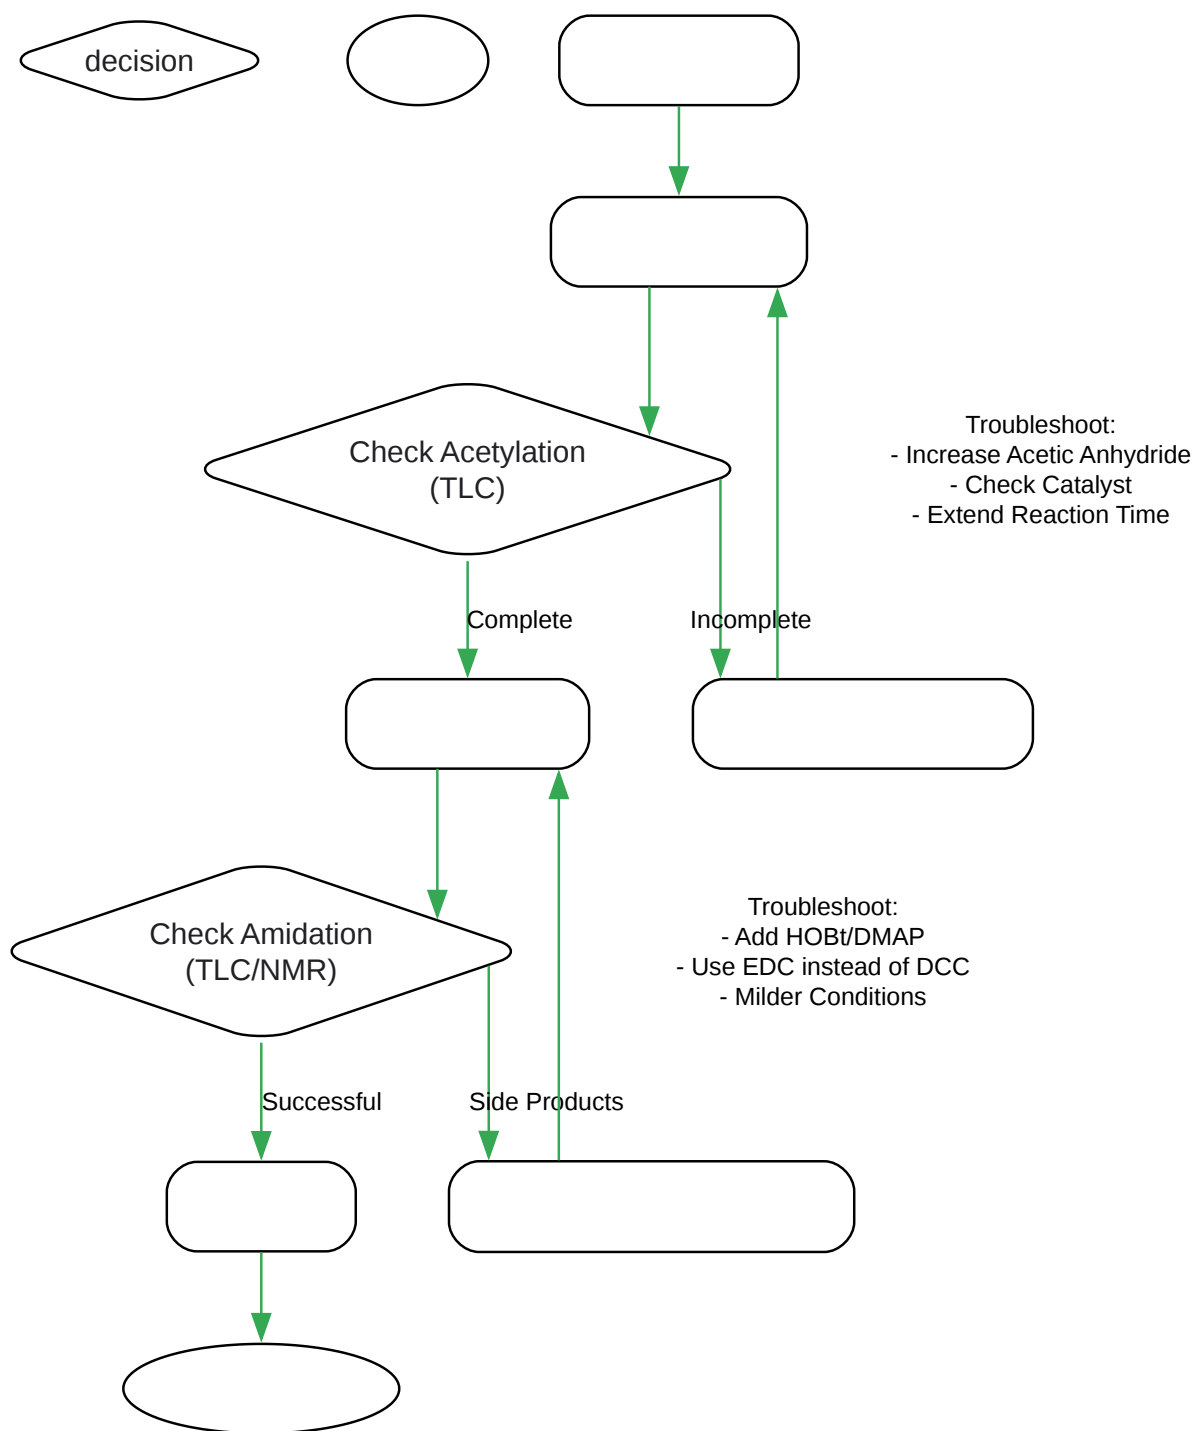 decision
Check Acetylation
(TLC)
Troubleshoot:
- Increase Acetic Anhydride
- Check Catalyst
- Extend Reaction Time
Complete
Incomplete
Check Amidation
(TLC/NMR)
Troubleshoot:
- Add HOBt/DMAP
- Use EDC instead of DCC
- Milder Conditions
Successful
Side Products